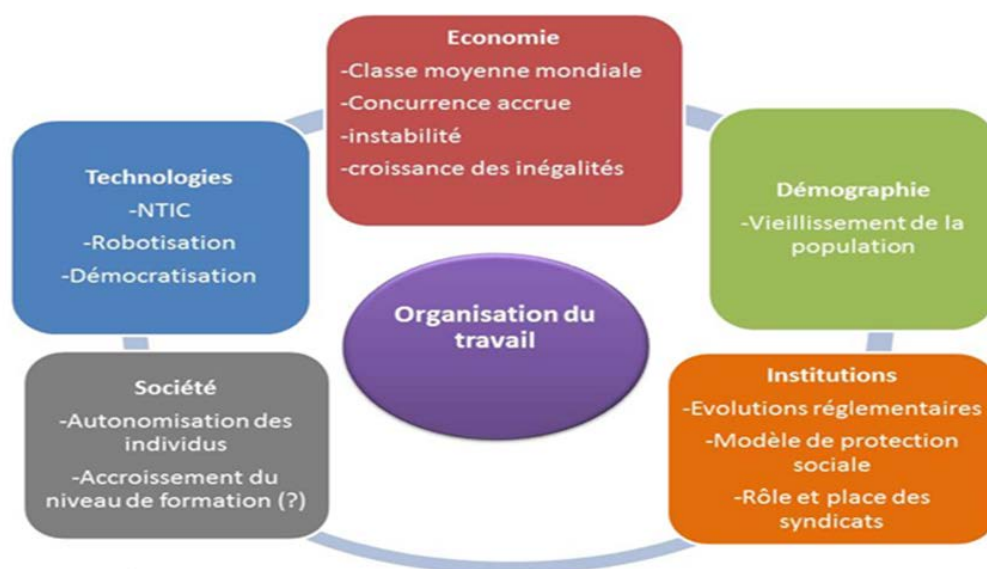 Economie
-Classe moyenne mondiale
-Concurrence accrue
-instabilité
-croissance des inégalités
Technologies
-NTIC
-Robotisation
-Démocratisation
Démographie
-Vieillissement de la
population
Organisation du
travail
Société
-Autonomisation des
individus
-Accroissement du
niveau de formation (?)
Institutions
-Evolutions réglementaires
-Modèle de protection
sociale
-Rôle et place des
syndicats